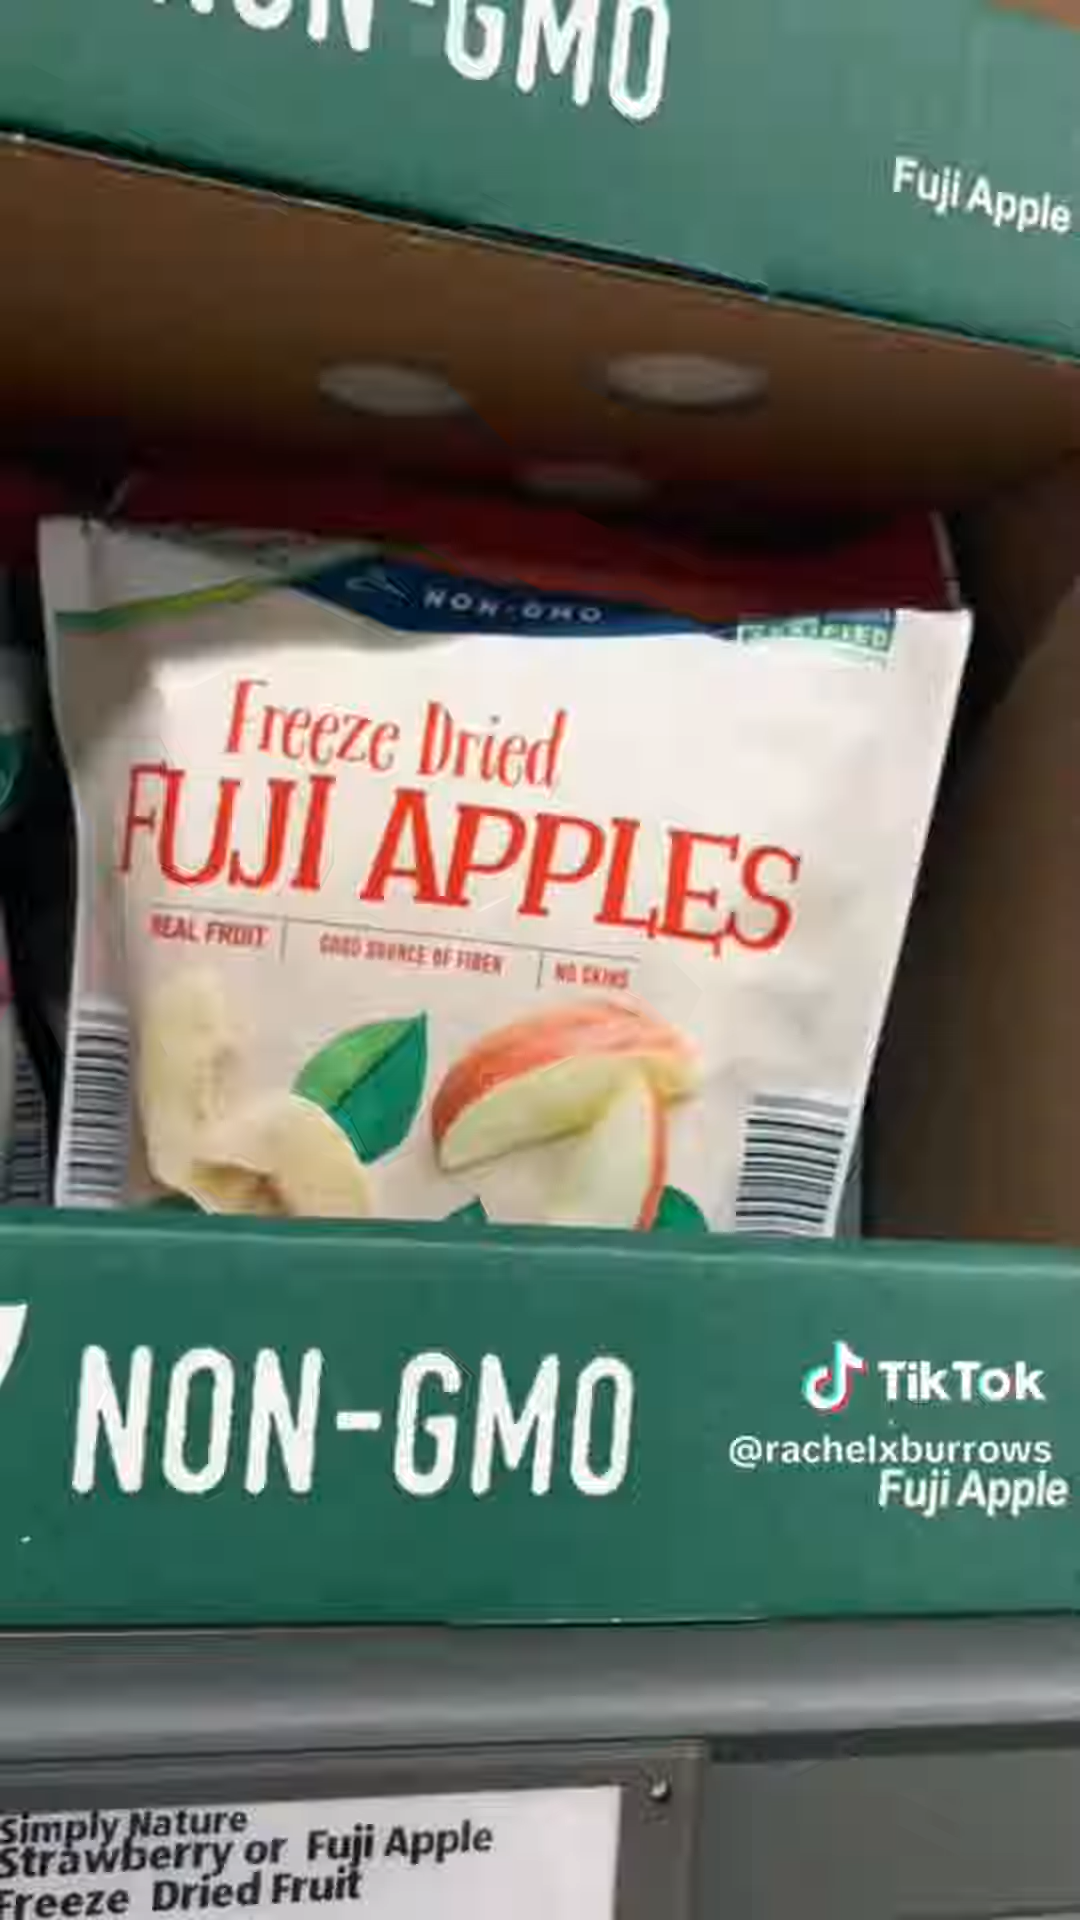 NON-GMO
Fuji Apple
NON-GMO
Freeze Dried
FUJI APPLES
REAL FRUIT
GOOD SOURCE OF FIBER
NO SKINS
NON-GMO
TikTok
@rachelxburrows
Fuji Apple
Simply Nature
Strawberry or Fuji Apple
Freeze Dried Fruit